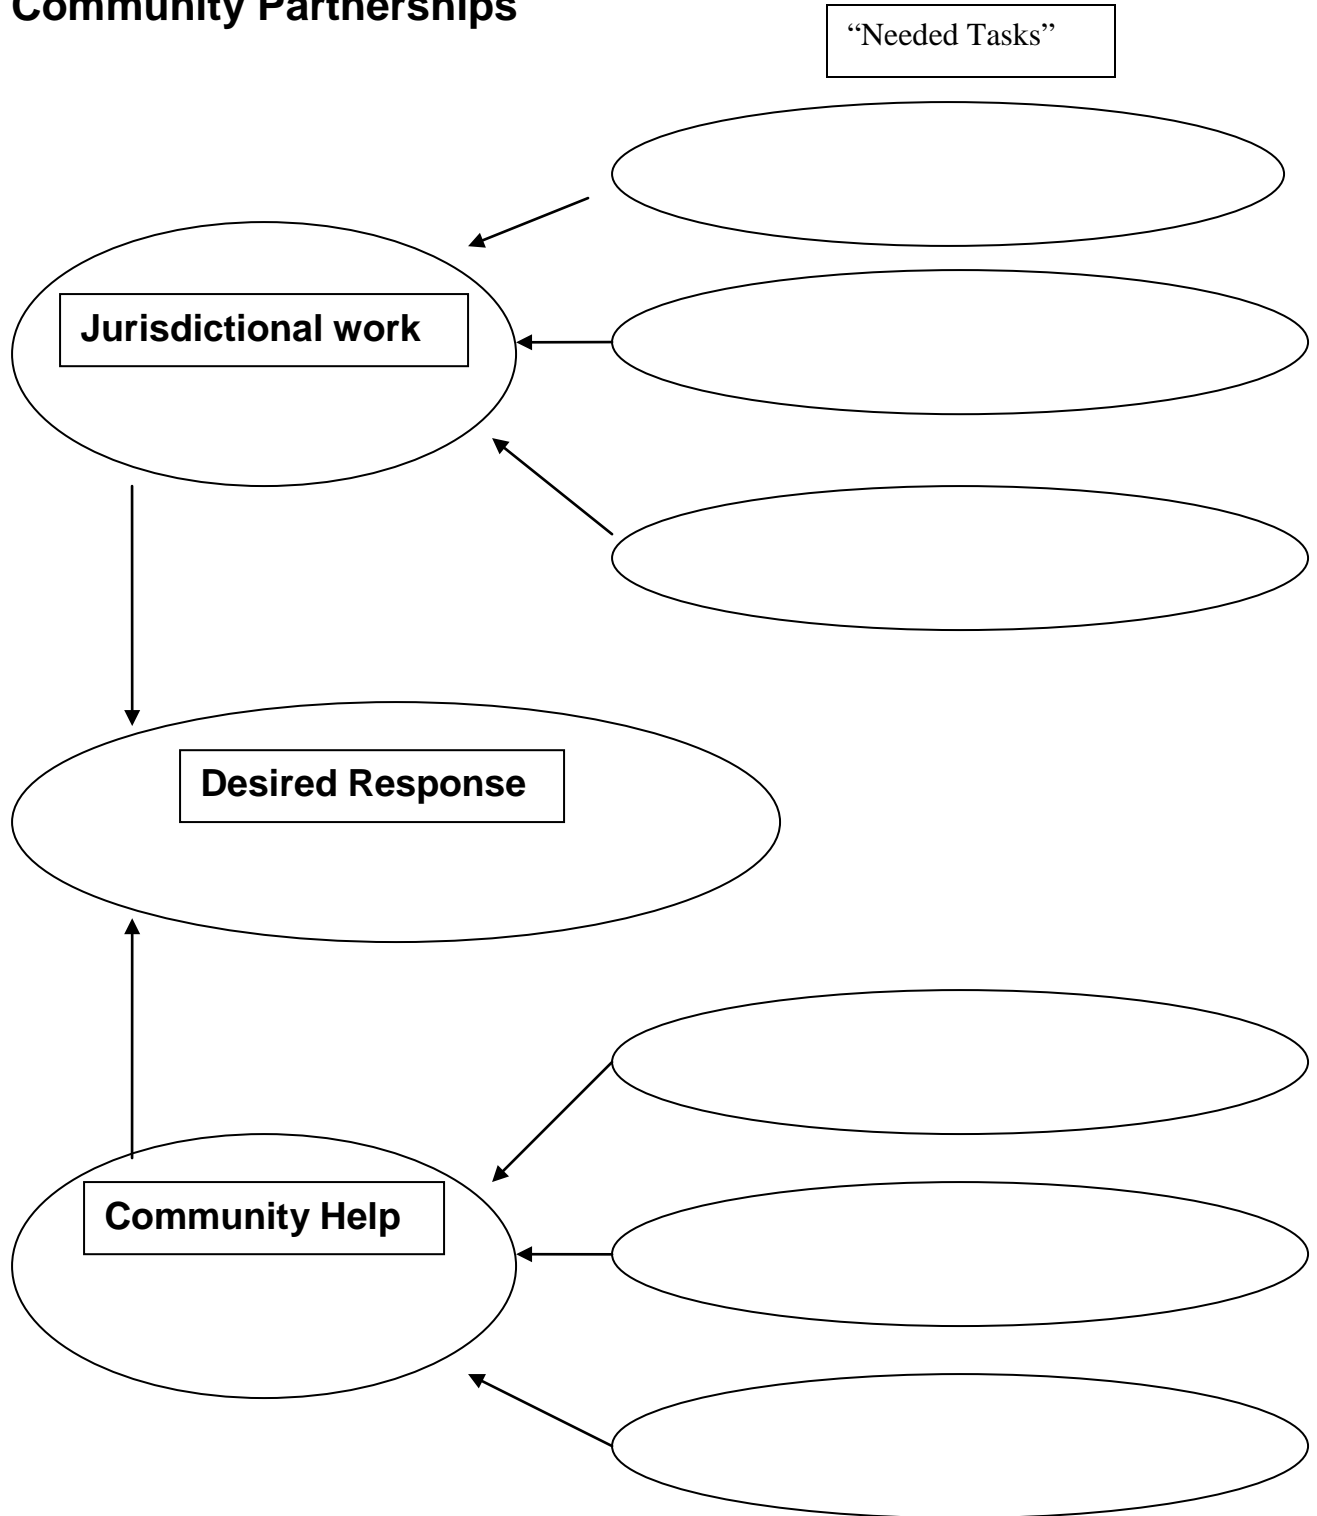 Community Partnerships
“Needed Tasks”
Jurisdictional work
Desired Response
Community Help